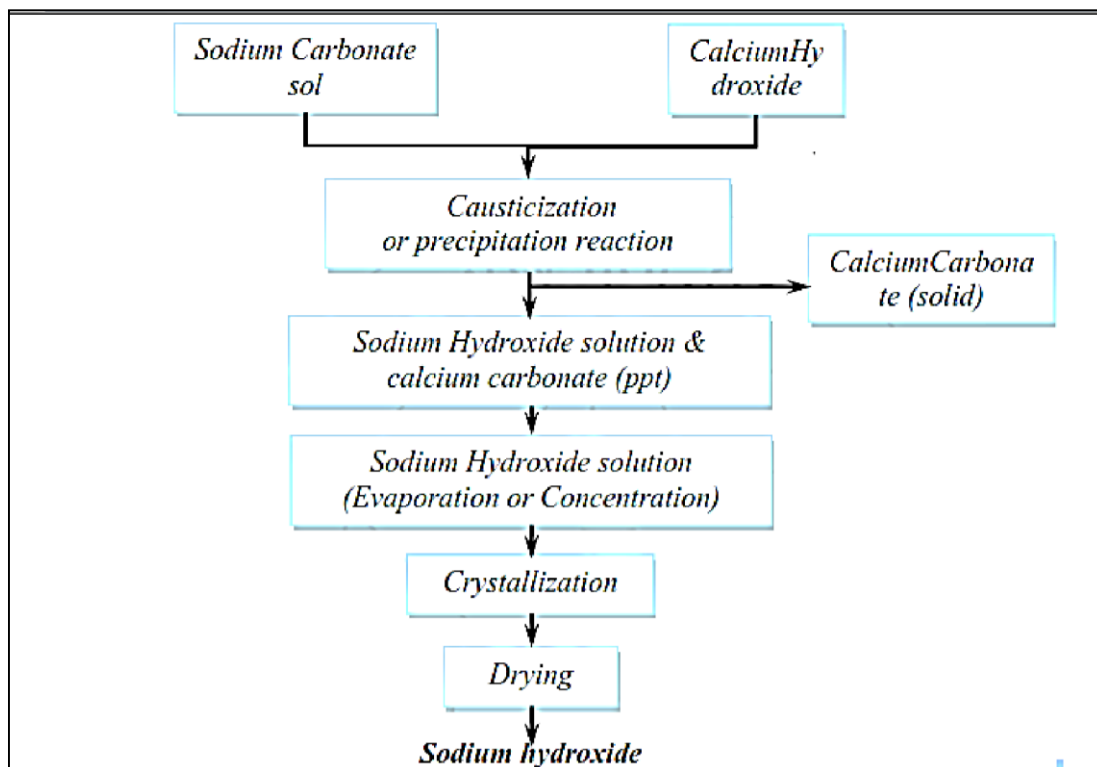 Sodium Carbonate
sol
CalciumHy
droxide
Causticization
or precipitation reaction
CalciumCarbona
te (solid)
Sodium Hydroxide solution &
calcium carbonate (ppt)
Sodium Hydroxide solution
(Evaporation or Concentration)
Crystallization
Drying
Sodium hydroxide